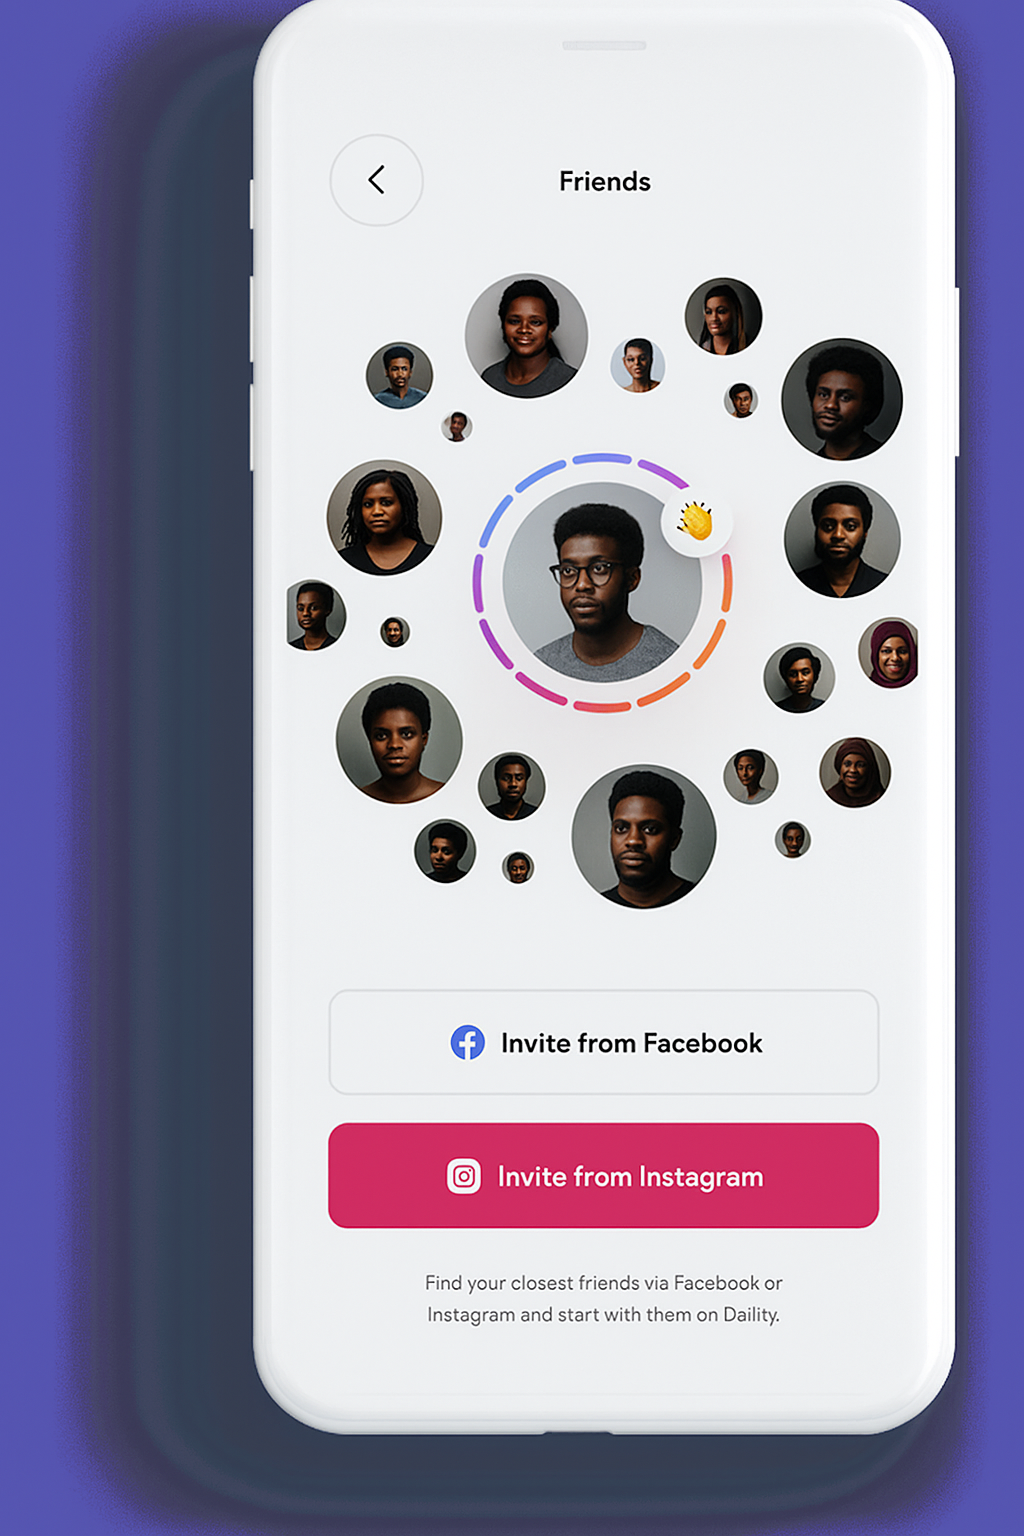 Friends
Invite from Facebook
Invite from Instagram
Find your closest friends via Facebook or
Instagram and start with them on Daility.